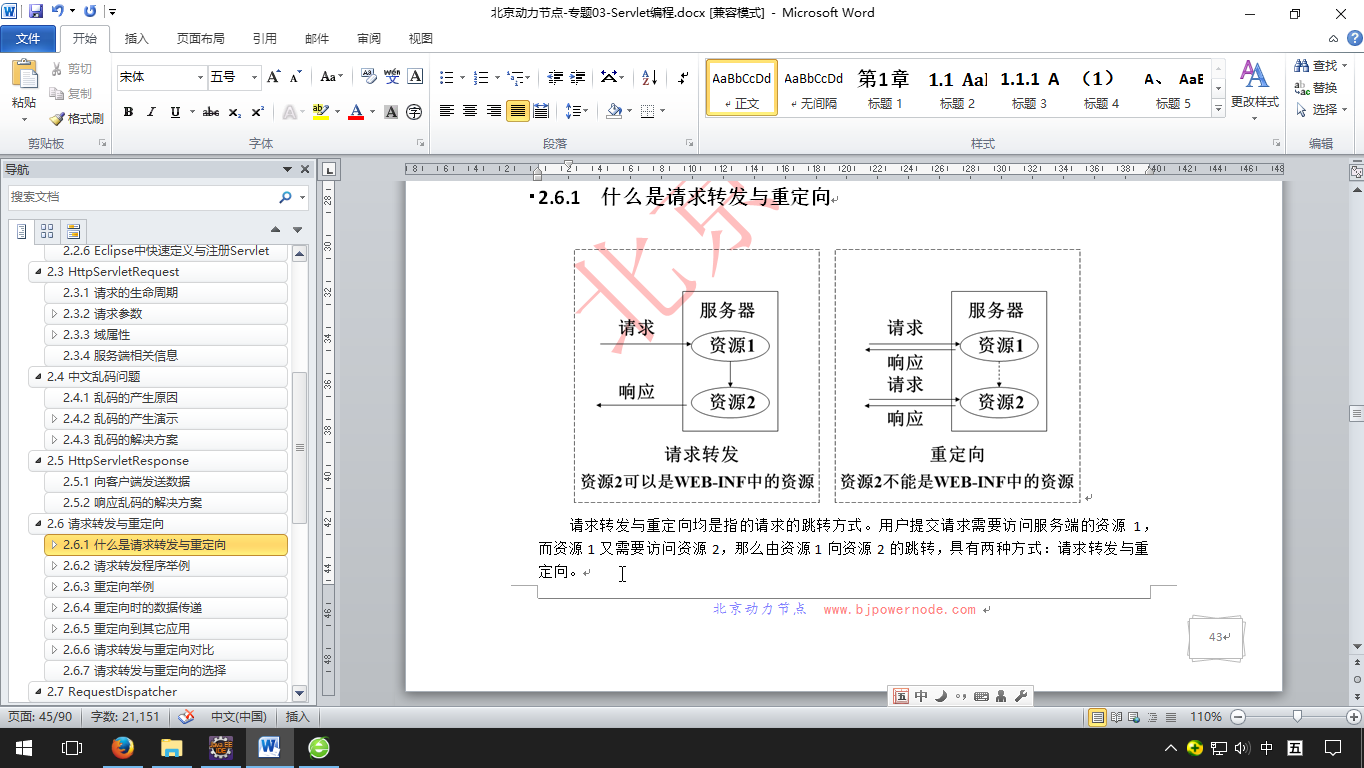 北京动力节点-专题03-Servlet编程.docx [兼容模式] - Microsoft Word
文件 开始 插入 页面布局 引用 邮件 审阅 视图
粘贴
剪切
复制
格式刷
剪贴板
宋体 五号
字体
段落
AaBbCcDd 正文
AaBbCcDd 无间隔
第1章 标题 1
1.1 Aal 标题 2
1.1.1 A 标题 3
（1） 标题 4
A、 AaB 标题 5
更改样式
样式
查找
替换
选择
编辑
导航
搜索文档
2.2.6 Eclipse中快速定义与注册Servlet
2.3 HttpServletRequest
2.3.1 请求的生命周期
2.3.2 请求参数
2.3.3 域属性
2.3.4 服务端相关信息
2.4 中文乱码问题
2.4.1 乱码的产生原因
2.4.2 乱码的产生演示
2.4.3 乱码的解决方案
2.5 HttpServletResponse
2.5.1 向客户端发送数据
2.5.2 响应乱码的解决方案
2.6 请求转发与重定向
2.6.1 什么是请求转发与重定向
2.6.2 请求转发程序举例
2.6.3 重定向举例
2.6.4 重定向时的数据传递
2.6.5 重定向到其它应用
2.6.6 请求转发与重定向对比
2.6.7 请求转发与重定向的选择
2.7 RequestDispatcher
2.6.1 什么是请求转发与重定向
北京
服务器
请求
资源1
响应
资源2
请求转发
资源2可以是WEB-INF中的资源
服务器
请求
资源1
响应
请求
资源2
响应
重定向
资源2不能是WEB-INF中的资源
请求转发与重定向均是指的请求的跳转方式。用户提交请求需要访问服务端的资源 1，
而资源 1 又需要访问资源 2，那么由资源 1 向资源 2 的跳转，具有两种方式：请求转发与重
定向。
北京动力节点 www.bjpowernode.com
43
五 中
页面: 45/90 字数: 21,151 中文(中国) 插入 110%
中 五